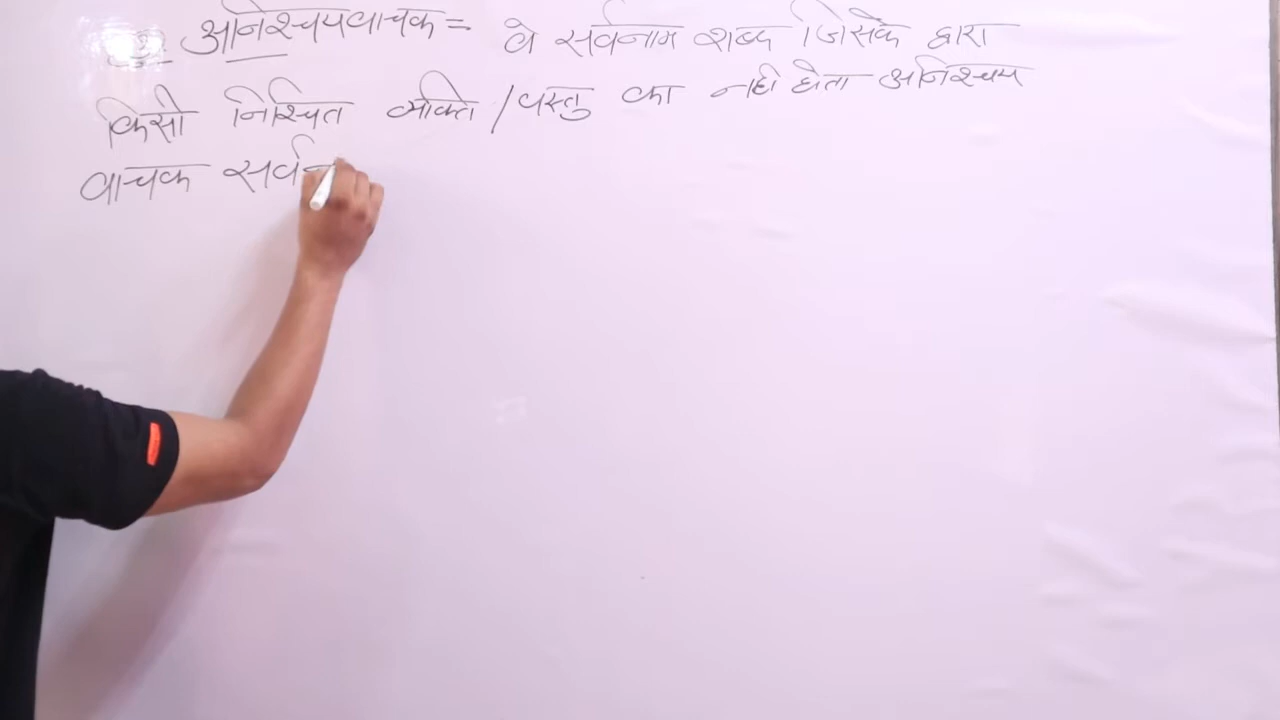 अनिश्चयवाचक = वे सर्वनाम शब्द जिसके द्वारा
किसी निश्चित व्यक्ति / वस्तु का नही होता अनिश्चय
वाचक सर्वन